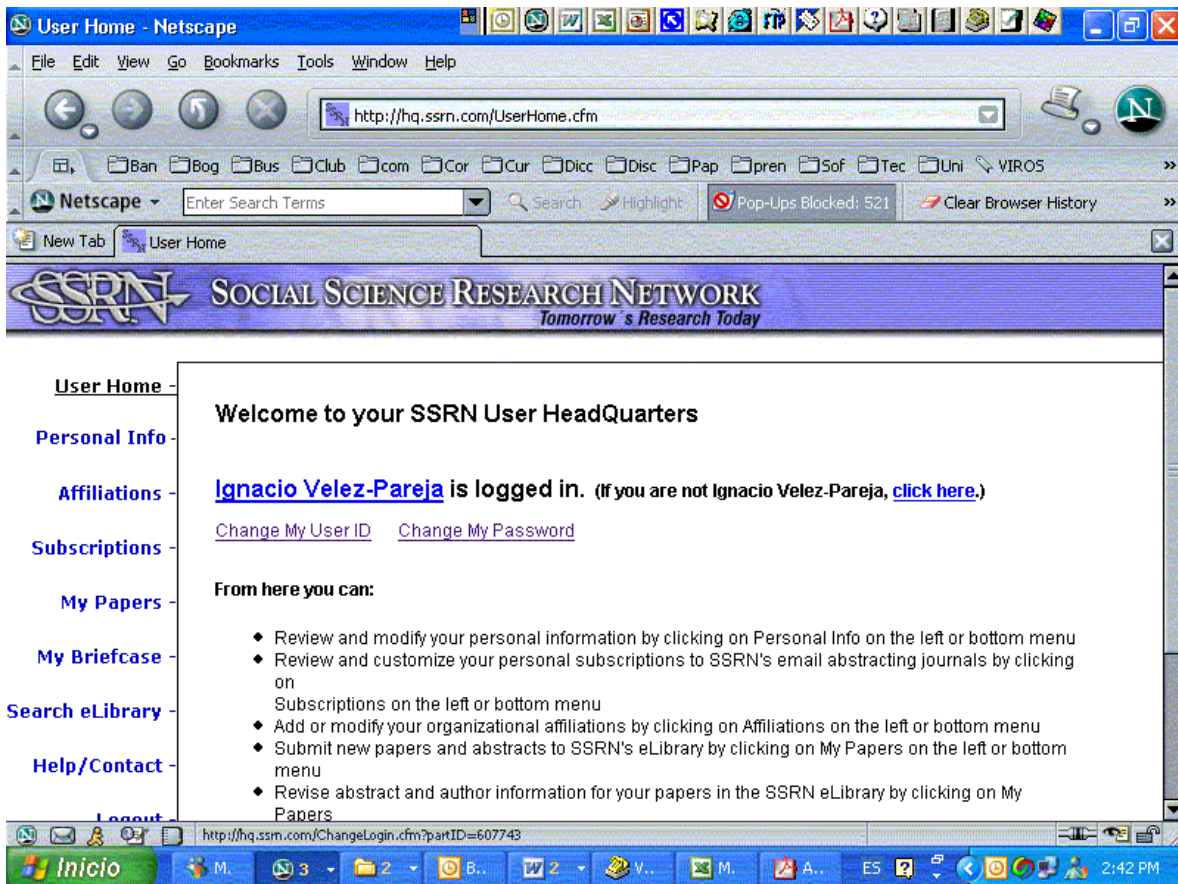 User Home - Netscape
File Edit View Go Bookmarks Tools Window Help
http://hq.ssrn.com/UserHome.cfm
Ban Bog Bus Club com Cor Cur Dicc Disc Pap pren Sof Tec Uni VIROS »
Netscape Enter Search Terms Search Highlight Pop-Ups Blocked: 521 Clear Browser History »
New Tab User Home
SSRN SOCIAL SCIENCE RESEARCH NETWORK
Tomorrow´s Research Today
User Home -
Personal Info -
Affiliations -
Subscriptions -
My Papers -
My Briefcase -
Search eLibrary -
Help/Contact -
Logout -
Welcome to your SSRN User HeadQuarters
Ignacio Velez-Pareja is logged in. (If you are not Ignacio Velez-Pareja, click here.)
Change My User ID Change My Password
From here you can:
Review and modify your personal information by clicking on Personal Info on the left or bottom menu
Review and customize your personal subscriptions to SSRN's email abstracting journals by clicking
on
Subscriptions on the left or bottom menu
Add or modify your organizational affiliations by clicking on Affiliations on the left or bottom menu
Submit new papers and abstracts to SSRN's eLibrary by clicking on My Papers on the left or bottom
menu
Revise abstract and author information for your papers in the SSRN eLibrary by clicking on My
Papers
http://hq.ssrn.com/ChangeLogin.cfm?partID=607743
Inicio M. 3 2 B.. 2 V.. M. A.. ES 2:42 PM